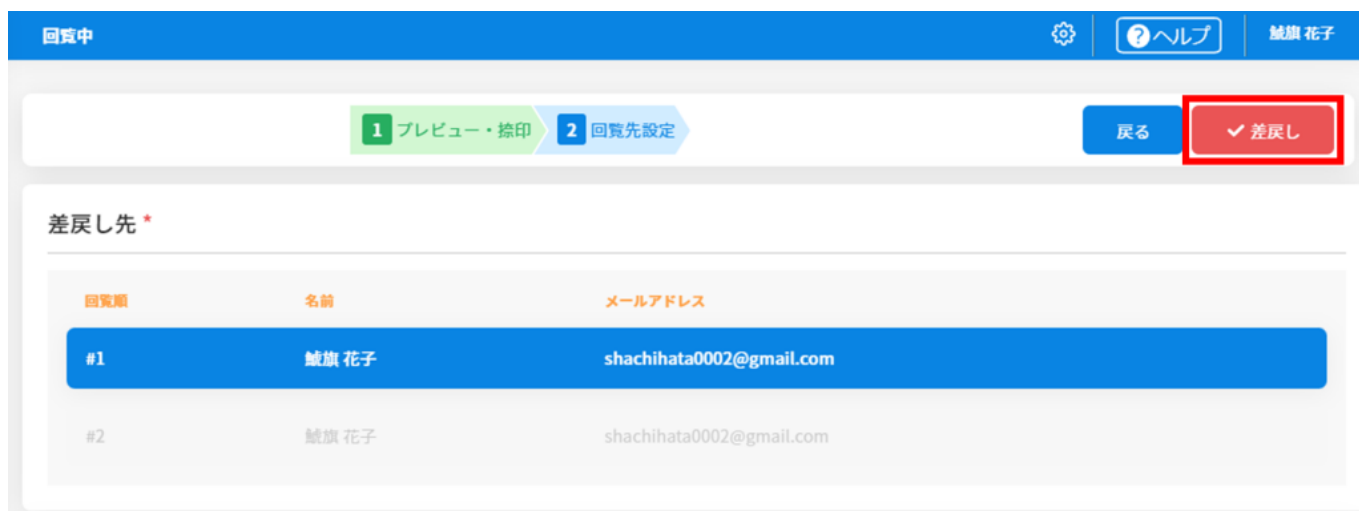 回覧中 ?ヘルプ 鯱旗 花子
1 プレビュー・捺印 2 回覧先設定 戻る ✓ 差戻し
差戻し先 *
回覧順 名前 メールアドレス
#1 鯱旗 花子 shachihata0002@gmail.com
#2 鯱旗 花子 shachihata0002@gmail.com